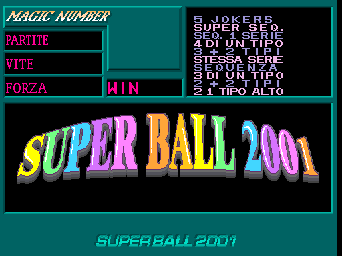 MAGIC NUMBER
PARTITE
VITE
FORZA
WIN
5 JOKERS
SUPER SEQ.
SEQ. 1 SERIE
4 DI UN TIPO
3 + 2 TIPI
STESSA SERIE
SEQUENZA
3 DI UN TIPO
2 + 2 TIPI
2 1 TIPO ALTO
SUPER BALL 2001
SUPER BALL 2001